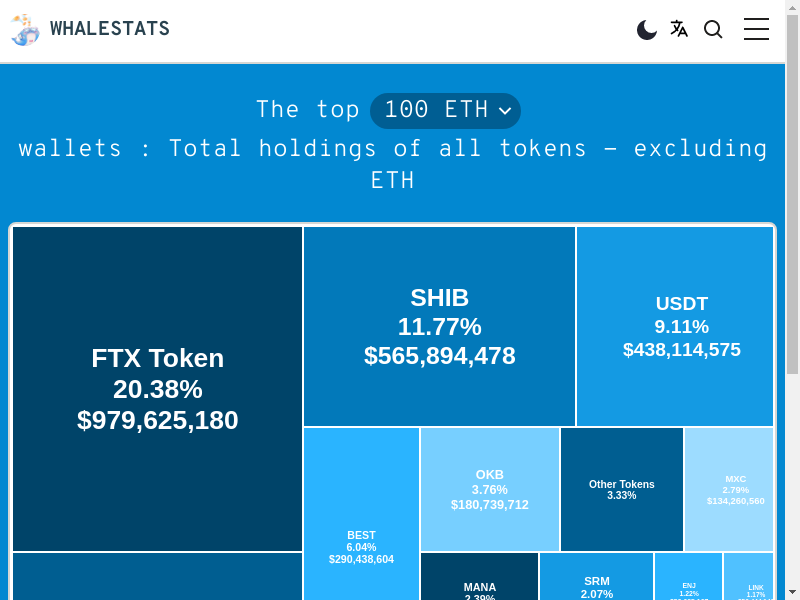 WHALESTATS
The top 100 ETH
wallets : Total holdings of all tokens – excluding
ETH
FTX Token
20.38%
$979,625,180
SHIB
11.77%
$565,894,478
USDT
9.11%
$438,114,575
BEST
6.04%
$290,438,604
OKB
3.76%
$180,739,712
Other Tokens
3.33%
MXC
2.79%
$134,260,560
MANA
2.39%
SRM
2.07%
ENJ
1.22%
LINK
1.17%